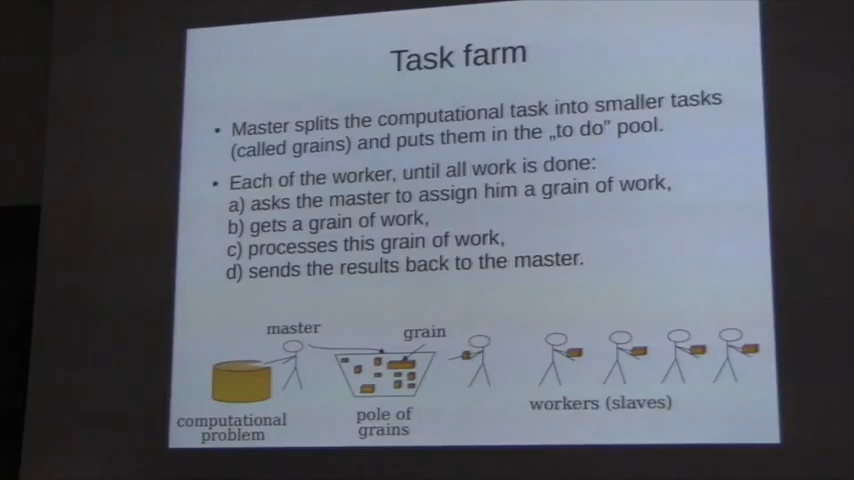 Task farm
• Master splits the computational task into smaller tasks
(called grains) and puts them in the „to do” pool.
• Each of the worker, until all work is done:
a) asks the master to assign him a grain of work,
b) gets a grain of work,
c) processes this grain of work,
d) sends the results back to the master.
master
grain
computational
problem
pole of
grains
workers (slaves)